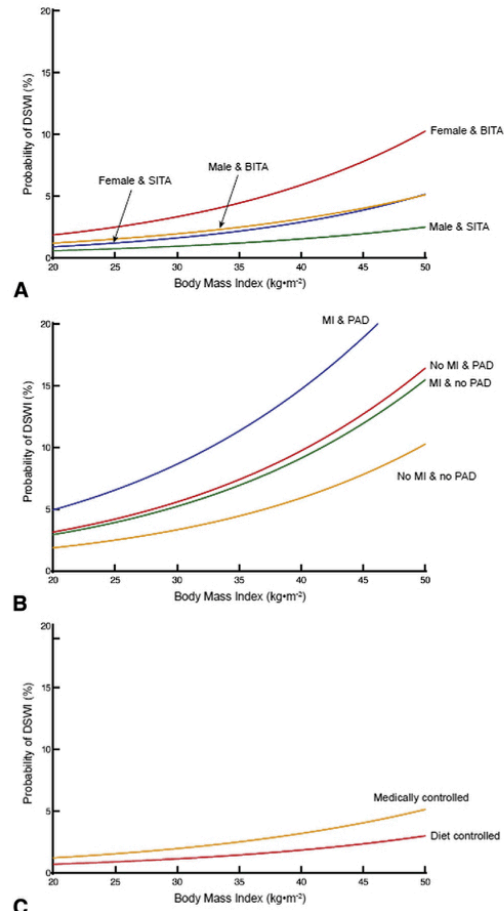 20
15
10
5
0
Probability of DSWI (%)
Female & BITA
Male & BITA
Female & SITA
Male & SITA
20 25 30 35 40 45 50
Body Mass Index (kg•m⁻²)
A
20
15
10
5
0
Probability of DSWI (%)
MI & PAD
No MI & PAD
MI & no PAD
No MI & no PAD
20 25 30 35 40 45 50
Body Mass Index (kg•m⁻²)
B
20
15
10
5
0
Probability of DSWI (%)
Medically controlled
Diet controlled
20 25 30 35 40 45 50
Body Mass Index (kg•m⁻²)
C